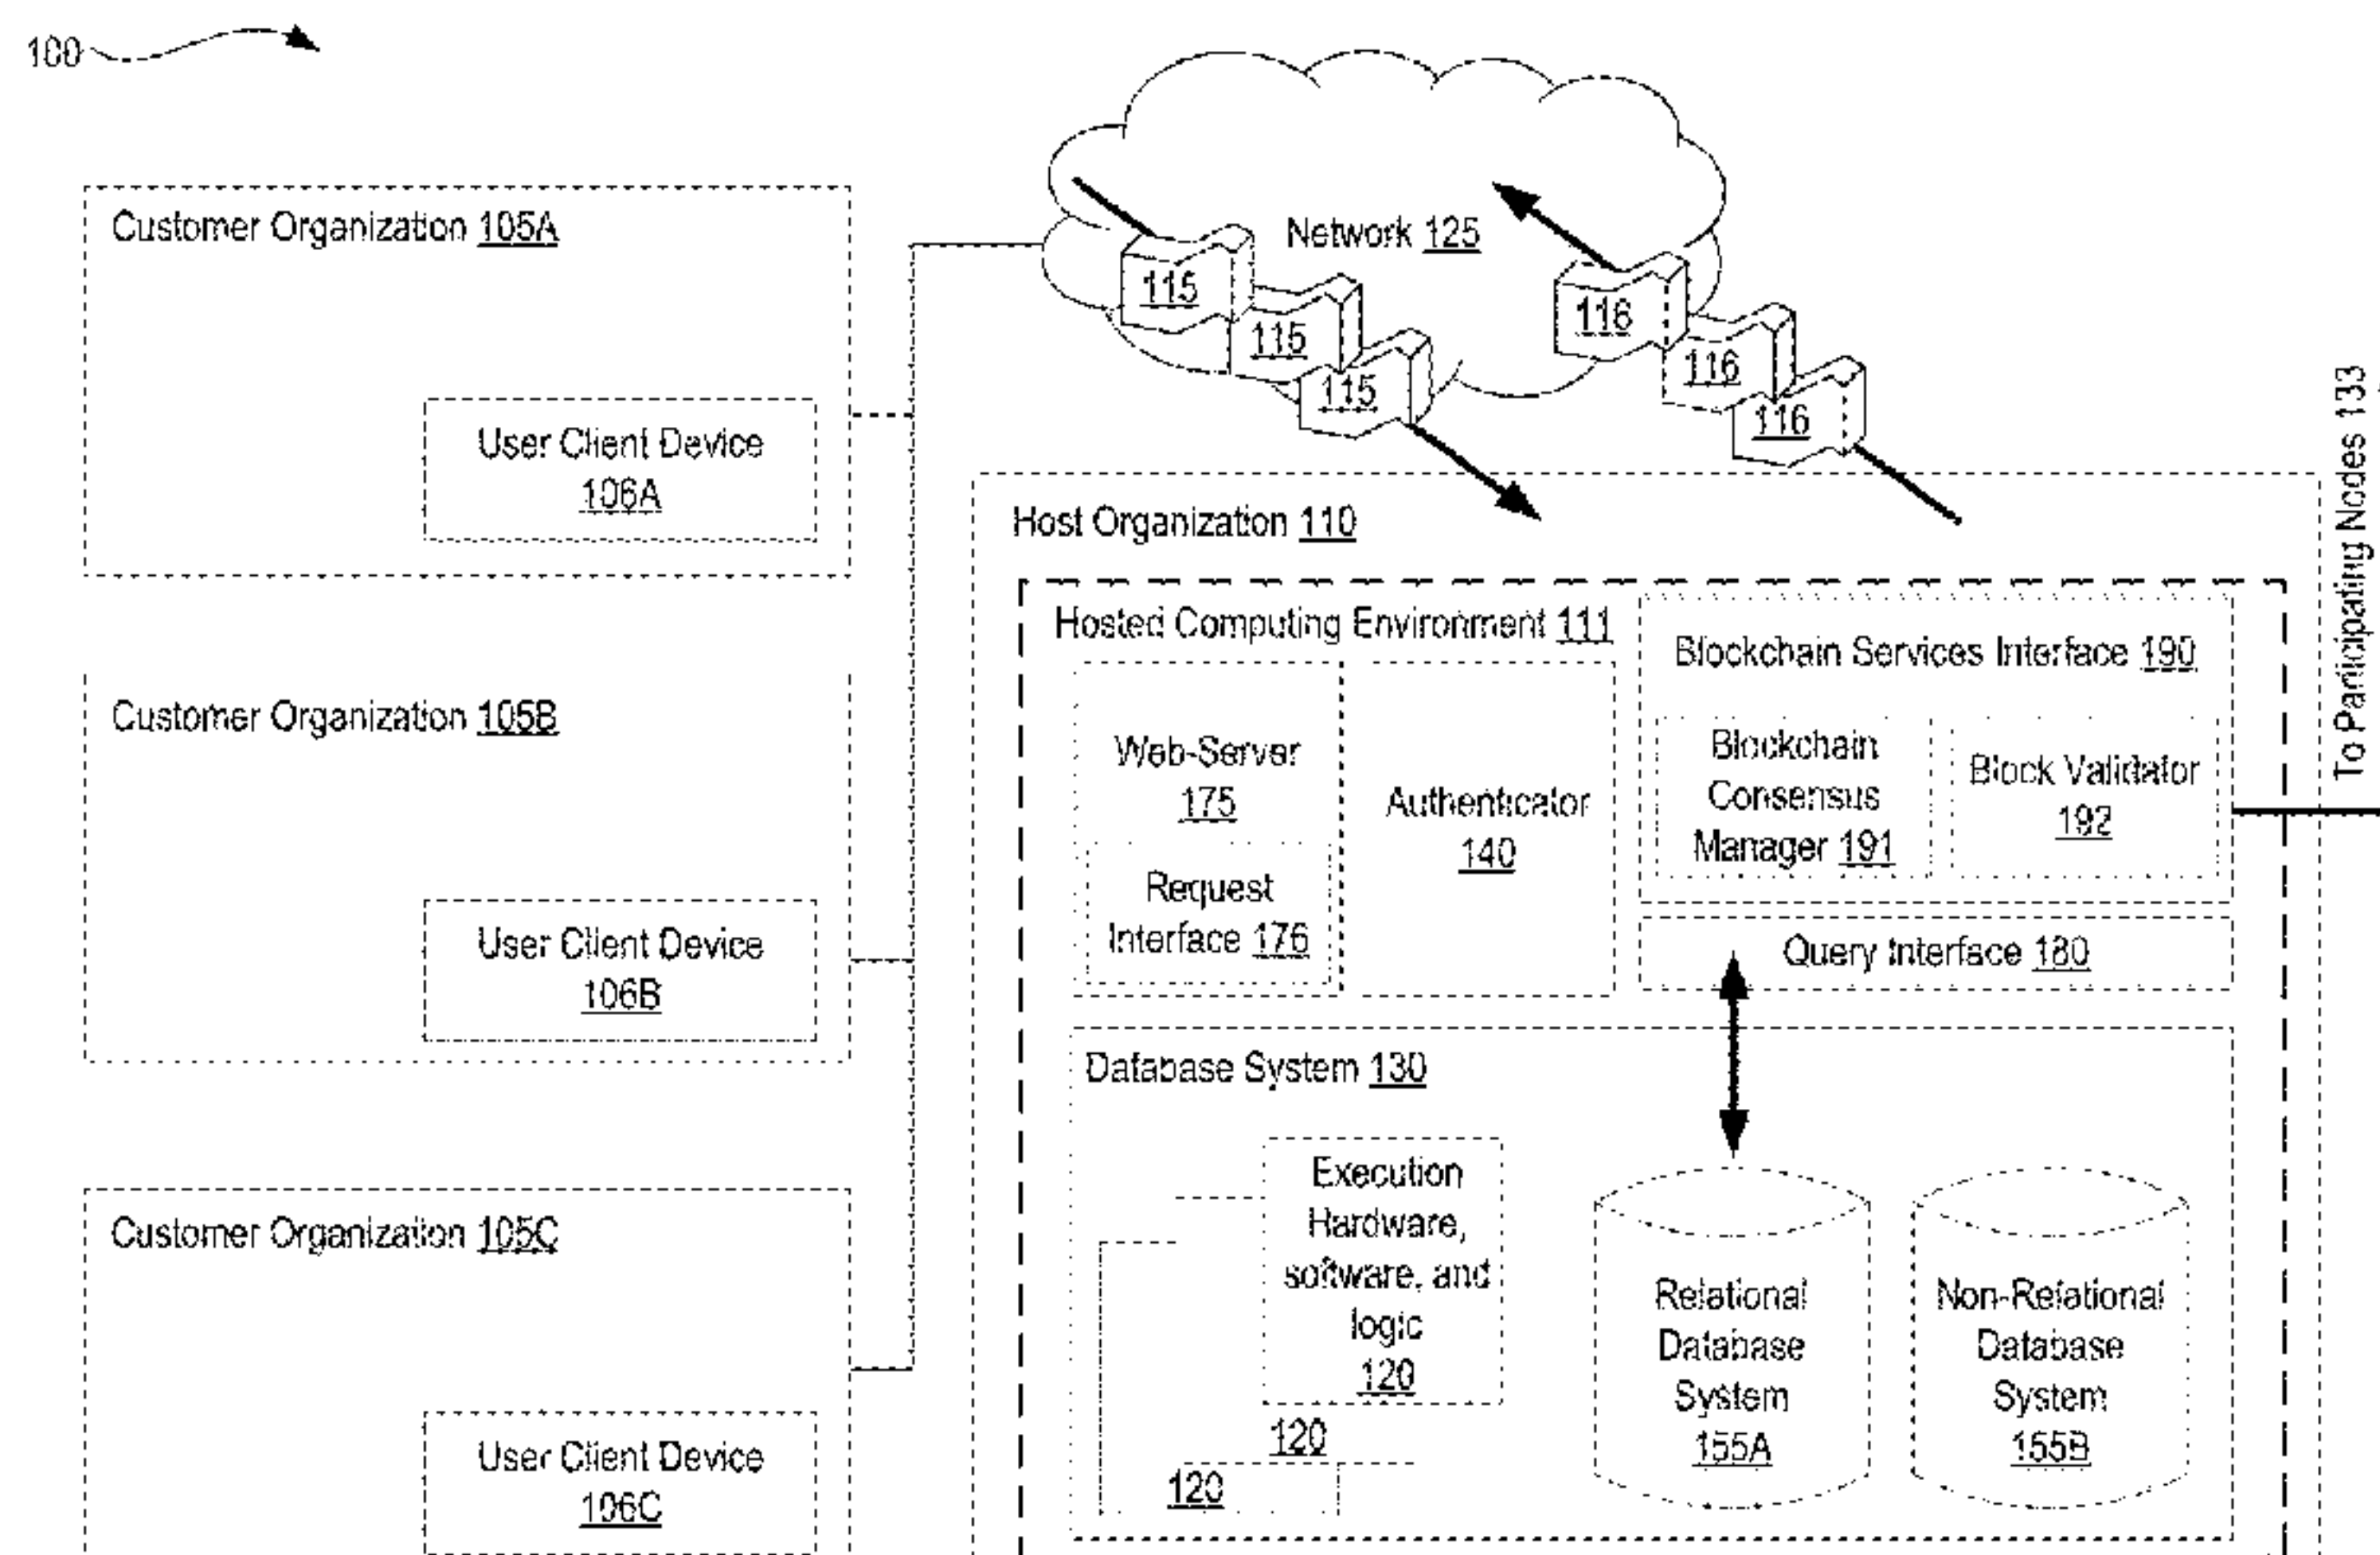 100
Customer Organization 105A
User Client Device
106A
Customer Organization 105B
User Client Device
106B
Customer Organization 105C
User Client Device
106C
Network 125
115
115
115
116
116
116
Host Organization 110
Hosted Computing Environment 111
Web-Server
175
Request
Interface 176
Authenticator
140
Blockchain Services Interface 190
Blockchain
Consensus
Manager 191
Block Validator
192
Query Interface 180
To Participating Nodes 133
Database System 130
Execution
Hardware,
software, and
logic
120
120
120
Relational
Database
System
155A
Non-Relational
Database
System
155B